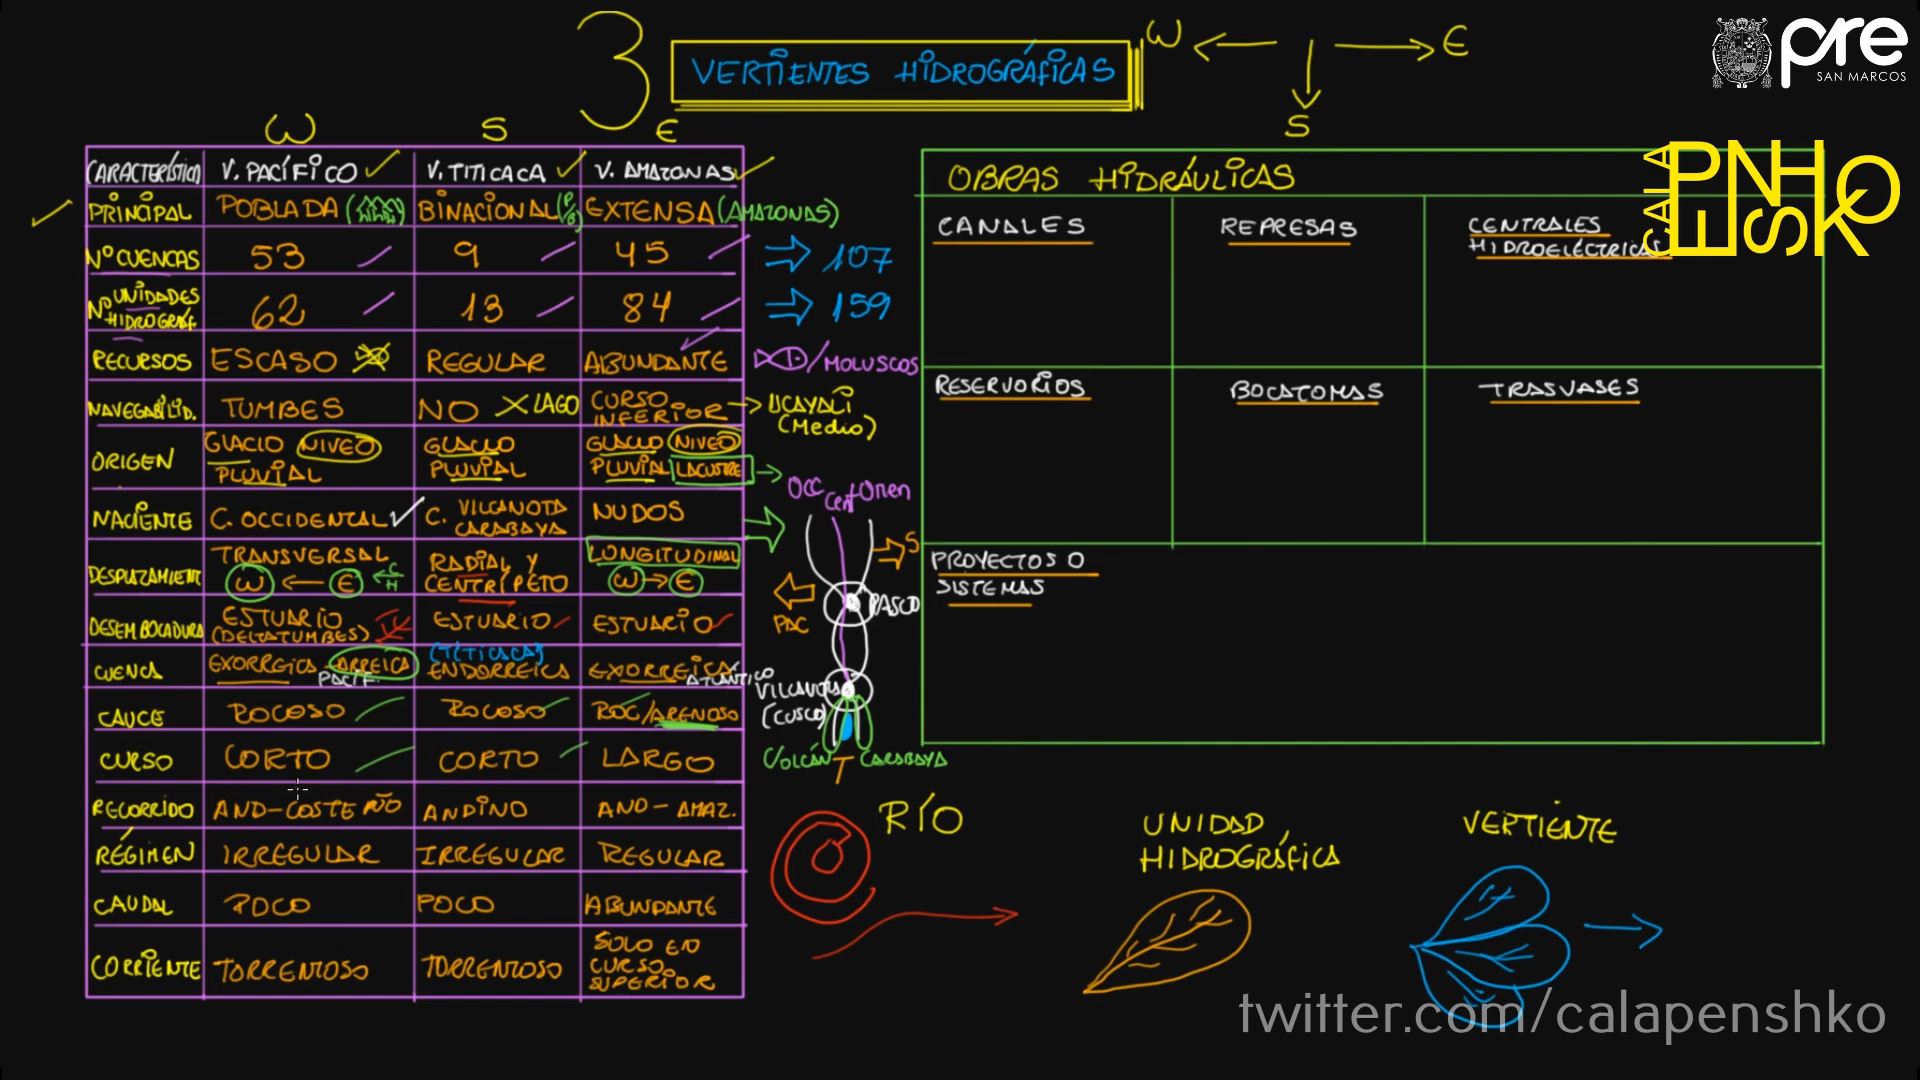 3 VERTIENTES HIDROGRÁFICAS
W E
S
pre
SAN MARCOS
CALA
PENSHKO
W S E
CARACTERÍSTICA V. PACÍFICO V. TITICACA V. AMAZONAS
PRINCIPAL POBLADA BINACIONAL (P/B) EXTENSA (AMAZONAS)
Nº CUENCAS 53 9 45 107
Nº UNIDADES HIDROGRÁF. 62 13 84 159
RECURSOS ESCASO REGULAR ABUNDANTE /MOLUSCOS
NAVEGABILID. TUMBES NO X LAGO CURSO INFERIOR UCAYALI
(Medio)
ORIGEN GLACIO NIVEO PLUVIAL GLACIO PLUVIAL GLACIO NIVEO PLUVIAL LACUSTRE
NACIENTE C. OCCIDENTAL C. VILCANOTA CARABAYA NUDOS
DESPLAZAMIENTO TRANSVERSAL W E CH RADIAL Y CENTRÍPETO LONGITUDINAL W E
DESEMBOCADURA ESTUARIO (DELTA TUMBES) ESTUARIO ESTUARIO
CUENCA EXORREICA - ARREICA PACÍF. (TITICACA) ENDORREICA EXORREICA ATLÁNTICO
CAUCE ROCOSO ROCOSO ROC/ARENOSO
CURSO CORTO CORTO LARGO
RECORRIDO AND-COSTEÑO ANDINO AND-AMAZ.
RÉGIMEN IRREGULAR IRREGULAR REGULAR
CAUDAL POCO POCO ABUNDANTE
CORRIENTE TORRENTOSO TORRENTOSO SOLO EN CURSO SUPERIOR
OCC Cent Orien
S
PAC
PASCO
VILCANOTA
(CUSCO)
VOLCÁN T CARABAYA
OBRAS HIDRÁULICAS
CANALES REPRESAS CENTRALES HIDROELÉCTRICAS
RESERVORIOS BOCATOMAS TRASVASES
PROYECTOS O
SISTEMAS
RÍO
UNIDAD
HIDROGRÁFICA
VERTIENTE
twitter.com/calapenshko